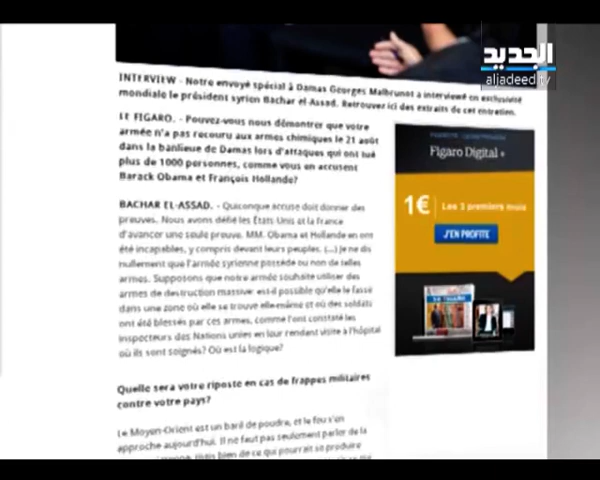 الجديد
aljadeed.tv
INTERVIEW - Notre envoyé spécial à Damas Georges Malbrunot a interviewé en exclusivité
mondiale le président syrien Bachar el-Assad. Retrouver ici des extraits de cet entretien.
LE FIGARO. - Pouvez-vous nous démontrer que votre
armée n'a pas recouru aux armes chimiques le 21 août
dans la banlieue de Damas lors d'attaques qui ont tué
plus de 1000 personnes, comme vous en accusent
Barack Obama et François Hollande?
BACHAR EL-ASSAD. - Quiconque accuse doit donner des
preuves. Nous avons défié les États Unis et la France
d'avancer une seule preuve. MM. Obama et Hollande en ont
été incapables, y compris devant leurs peuples. (...) Je ne dis
nullement que l'armée syrienne possède ou non de telles
armes. Supposons que notre armée souhaite utiliser des
armes de destruction massive: est-il possible qu'elle le fasse
dans une zone où elle se trouve elle-même et où des soldats
ont été blessés par ces armes, comme l'ont constaté les
inspecteurs des Nations unies en leur rendant visite à l'hôpital
où ils sont soignés? Où est la logique?
Quelle sera votre riposte en cas de frappes militaires
contre votre pays?
Le Moyen-Orient est un baril de poudre, et le feu s'en
approche aujourd'hui. Il ne faut pas seulement parler de la
mais bien de ce qui pourrait se produire
Figaro Digital +
1€ Les 3 premiers mois
J'EN PROFITE
LE FIGARO